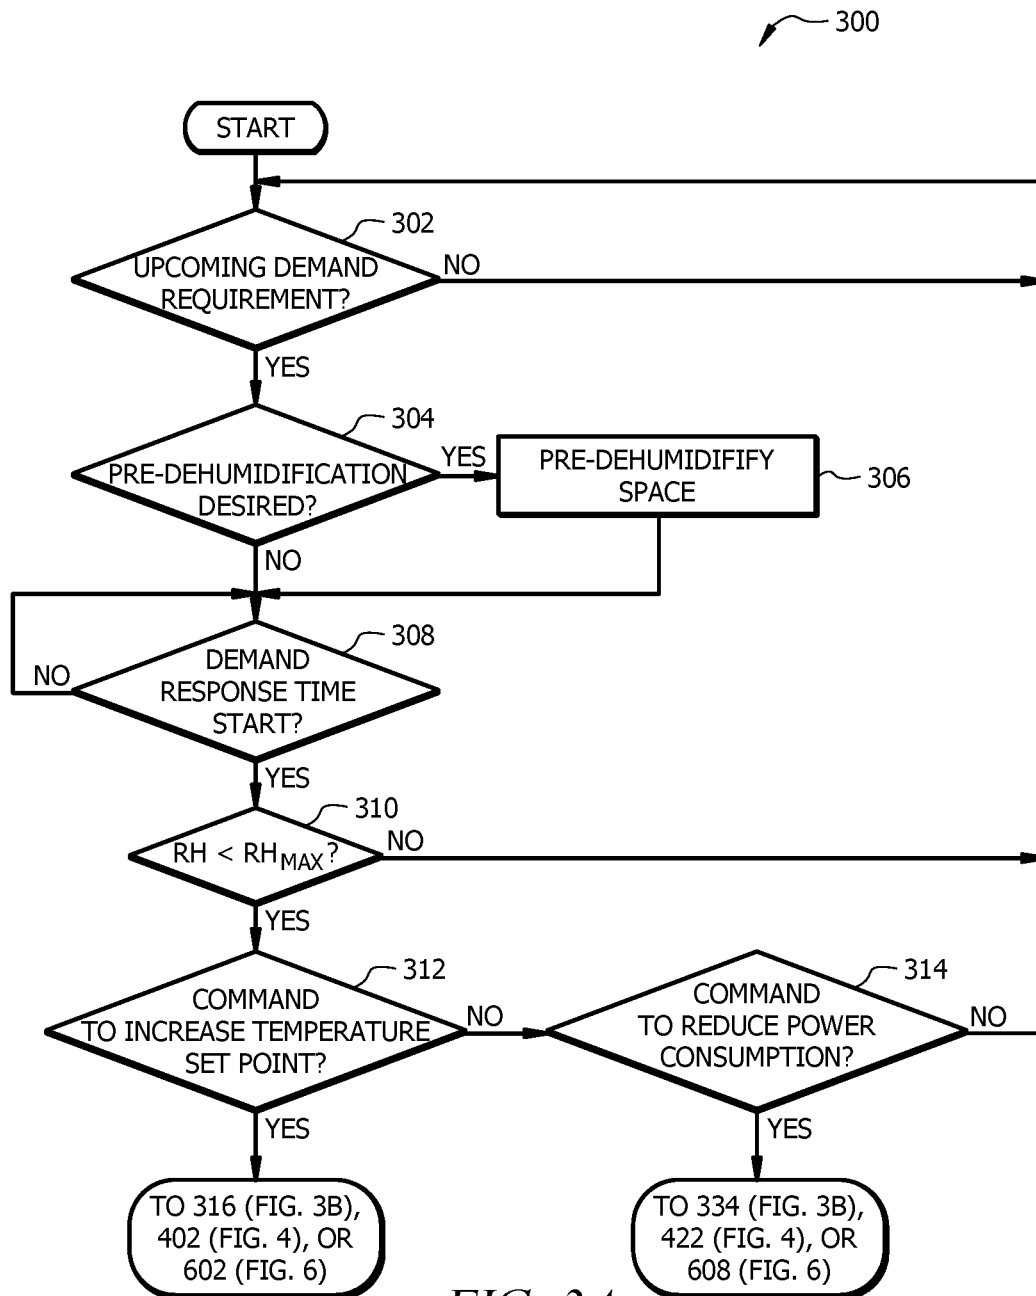 300
START
302
UPCOMING DEMAND
REQUIREMENT?
NO
YES
304
PRE-DEHUMIDIFICATION
DESIRED?
YES
PRE-DEHUMIDIFIFY
SPACE
306
NO
308
DEMAND
RESPONSE TIME
START?
NO
YES
310
RH < RHMAX?
NO
YES
312
COMMAND
TO INCREASE TEMPERATURE
SET POINT?
NO
314
COMMAND
TO REDUCE POWER
CONSUMPTION?
NO
YES
YES
TO 316 (FIG. 3B),
402 (FIG. 4), OR
602 (FIG. 6)
TO 334 (FIG. 3B),
422 (FIG. 4), OR
608 (FIG. 6)
FIG. 3A